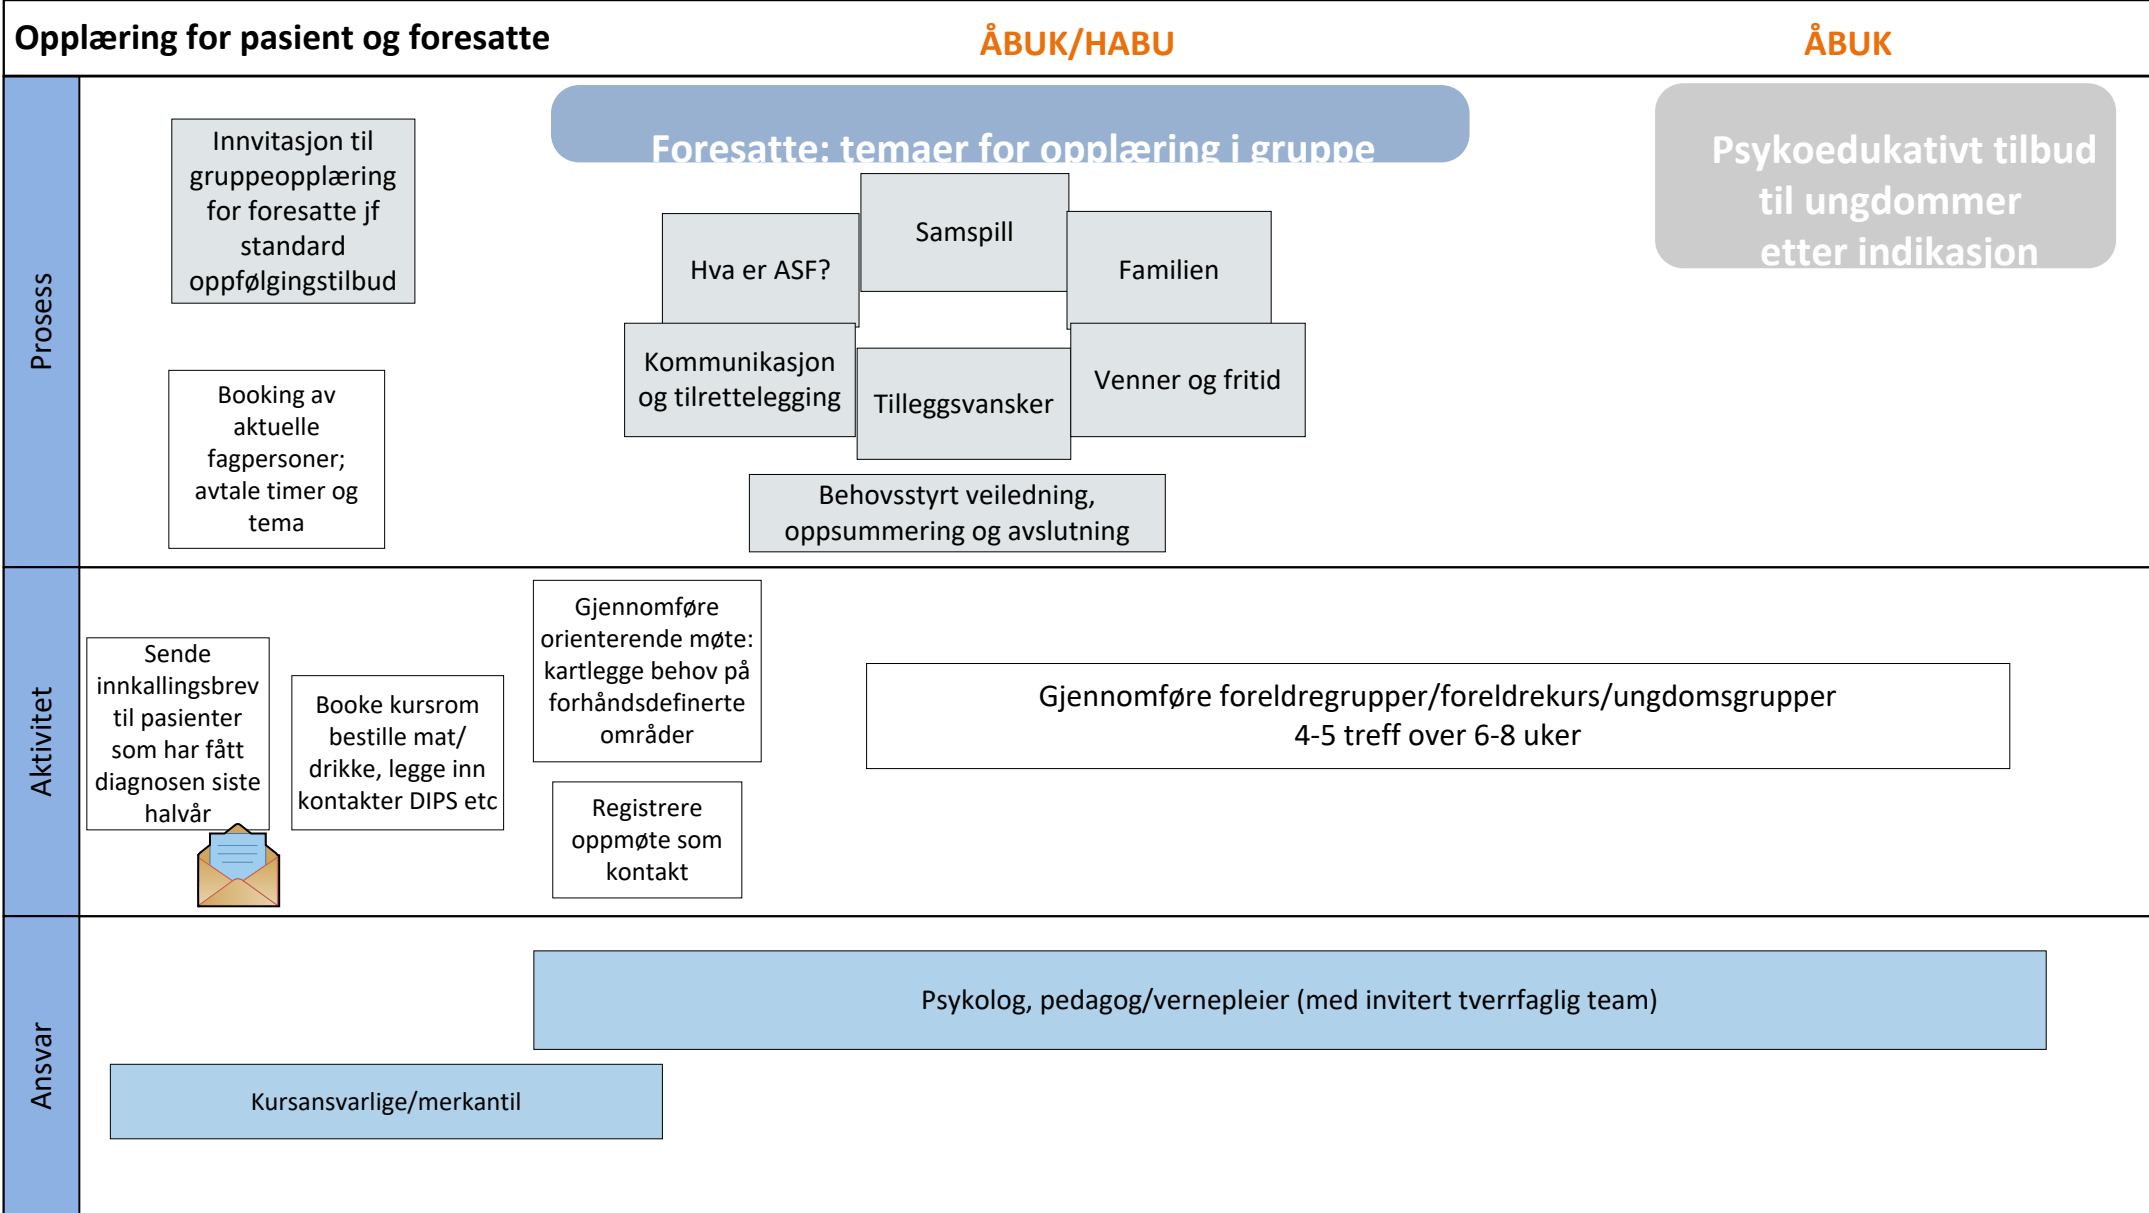 Opplæring for pasient og foresatte
ÅBUK/HABU
ÅBUK
Prosess
Innvitasjon til
gruppeopplæring
for foresatte jf
standard
oppfølgingstilbud
Booking av
aktuelle
fagpersoner;
avtale timer og
tema
Foresatte: temaer for opplæring i gruppe
Hva er ASF?
Samspill
Familien
Kommunikasjon
og tilrettelegging
Tilleggsvansker
Venner og fritid
Behovsstyrt veiledning,
oppsummering og avslutning
Psykoedukativt tilbud
til ungdommer
etter indikasjon
Aktivitet
Sende
innkallingsbrev
til pasienter
som har fått
diagnosen siste
halvår
Booke kursrom
bestille mat/
drikke, legge inn
kontakter DIPS etc
Gjennomføre
orienterende møte:
kartlegge behov på
forhåndsdefinerte
områder
Registrere
oppmøte som
kontakt
Gjennomføre foreldregrupper/foreldrekurs/ungdomsgrupper
4-5 treff over 6-8 uker
Ansvar
Psykolog, pedagog/vernepleier (med invitert tverrfaglig team)
Kursansvarlige/merkantil